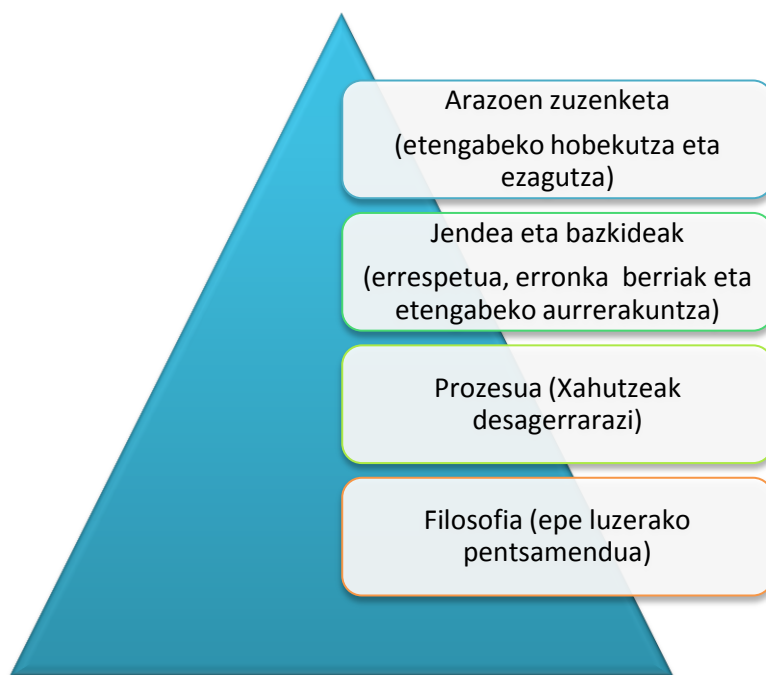 Arazoen zuzenketa
(etengabeko hobekutza eta
ezagutza)
Jendea eta bazkideak
(errespetua, erronka  berriak eta
etengabeko aurrerakuntza)
Prozesua (Xahutzeak
desagerrarazi)
Filosofia (epe luzerako
pentsamendua)